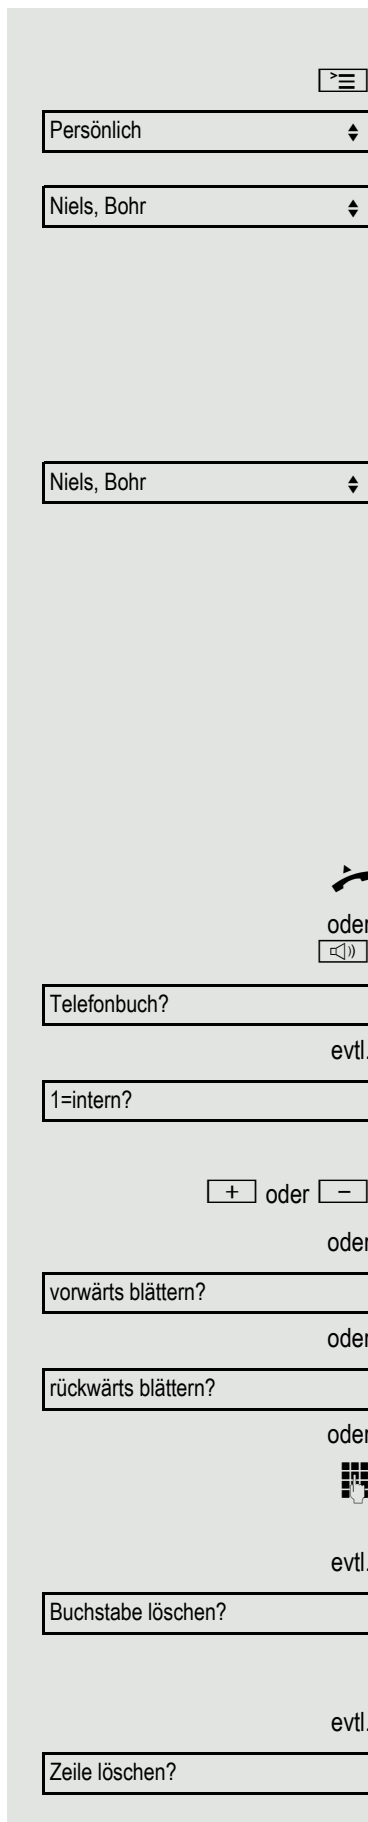 Persönlich
Niels, Bohr
Niels, Bohr
oder
Telefonbuch?
evtl.
1=intern?
+ oder –
oder
vorwärts blättern?
oder
rückwärts blättern?
oder
evtl.
Buchstabe löschen?
evtl.
Zeile löschen?